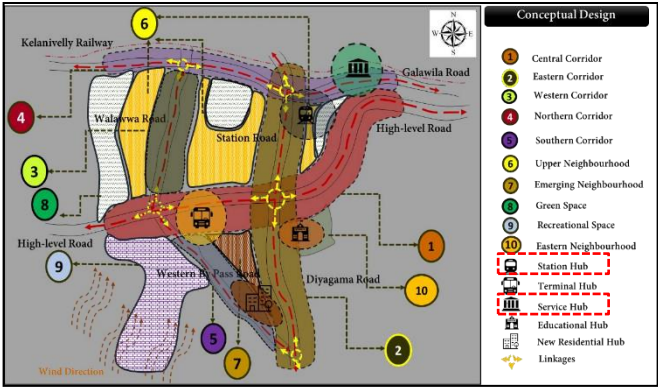 Conceptual Design
6
N
W
E
S
Kelanivelly Railway
Galawila Road
4
Walawwa Road
Station Road
High-level Road
3
8
High-level Road
1
9
Western By Pass Road
Diyagama Road
10
5
7
2
Wind Direction
1 Central Corridor
2 Eastern Corridor
3 Western Corridor
4 Northern Corridor
5 Southern Corridor
6 Upper Neighbourhood
7 Emerging Neighbourhood
8 Green Space
9 Recreational Space
10 Eastern Neighbourhood
Station Hub
Terminal Hub
Service Hub
Educational Hub
New Residential Hub
Linkages